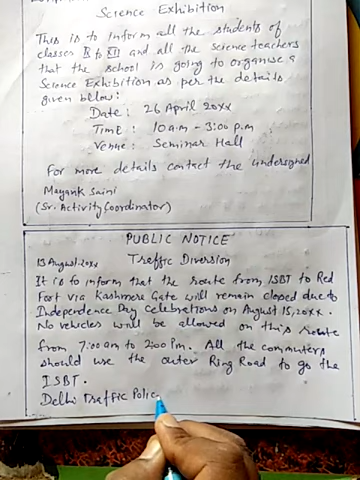 Science Exhibition
This is to inform all the students of
classes IX to XII and all the science teachers
that the school is going to organise a
Science Exhibition as per the details
given bllow:
Date: 26 April 20xx
Time: 10 a.m - 3:00 p.m
Venue: Seminar Hall
For more details contact the undersigned
Mayank Saini
(Sr. Activity Coordinator)
PUBLIC NOTICE
13 August 20xx Traffic Diversion
It is to inform that the route from ISBT to Red
Fort via Kashmere Gate will remain closed due to
Independence Day Celebrations on August 15, 20xx.
No vehicles will be allowed on this route
from 7:00 am to 2:00 Pm. All the commuters
should use the outer Ring Road to go the
ISBT.
Delhi Traffic Polic